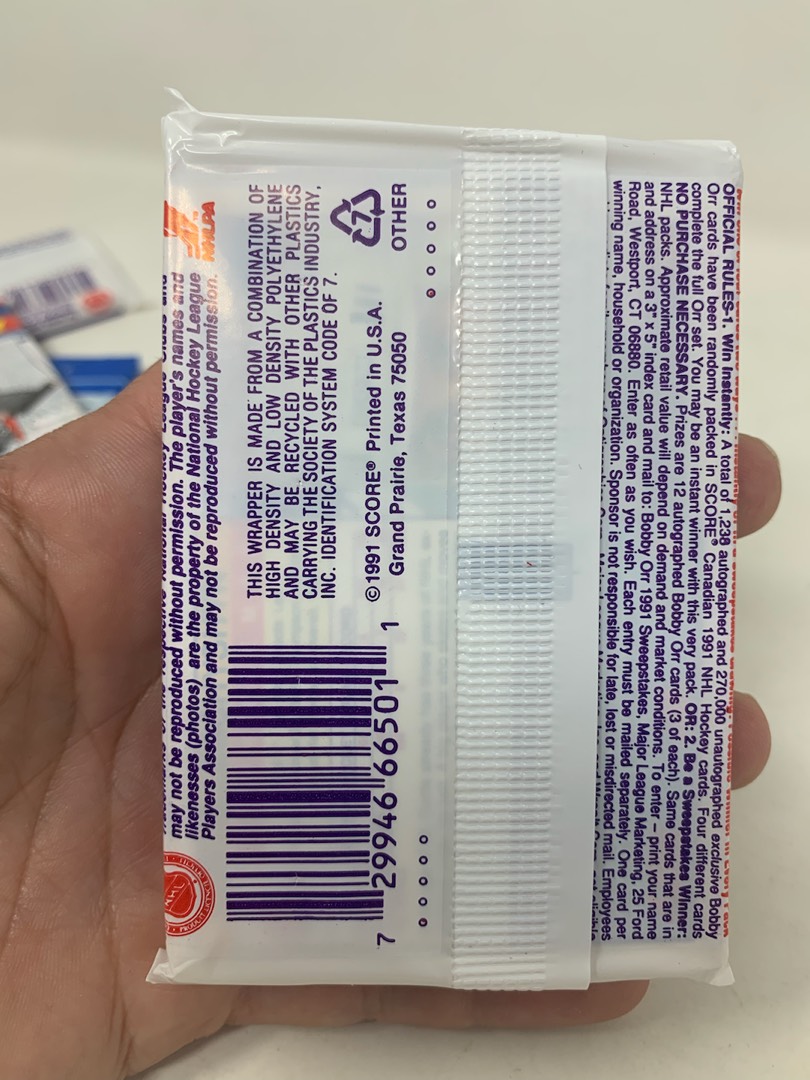 OFFICIAL RULES-1. Win Instantly: A total of 1,238 autographed and 270,000 unautographed exclusive Bobby
Orr cards have been randomly packed in SCORE® Canadian 1991 NHL Hockey cards. Four different cards
complete the full Orr set. You may be an instant winner with this very pack. OR: 2. Be a Sweepstakes Winner:
NO PURCHASE NECESSARY. Prizes are 12 autographed Bobby Orr cards (3 of each). Same cards that are in
NHL packs. Approximate retail value will depend on demand and market conditions. To enter – print your name
and address on a 3" x 5" index card and mail to: Bobby Orr 1991 Sweepstakes, Major League Marketing, 25 Ford
Road, Westport, CT 06880. Enter as often as you wish. Each entry must be mailed separately. One card per
winning name, household or organization. Sponsor is not responsible for late, lost or misdirected mail. Employees
NHLPA
may not be reproduced without permission. The player's names and
likenesses (photos) are the property of the National Hockey League
Players Association and may not be reproduced without permission.
THIS WRAPPER IS MADE FROM A COMBINATION OF
HIGH DENSITY AND LOW DENSITY POLYETHYLENE
AND MAY BE RECYCLED WITH OTHER PLASTICS
CARRYING THE SOCIETY OF THE PLASTICS INDUSTRY,
INC. IDENTIFICATION SYSTEM CODE OF 7.
7
OTHER
©1991 SCORE® Printed in U.S.A.
Grand Prairie, Texas 75050
7 29946 66501 1
NHL